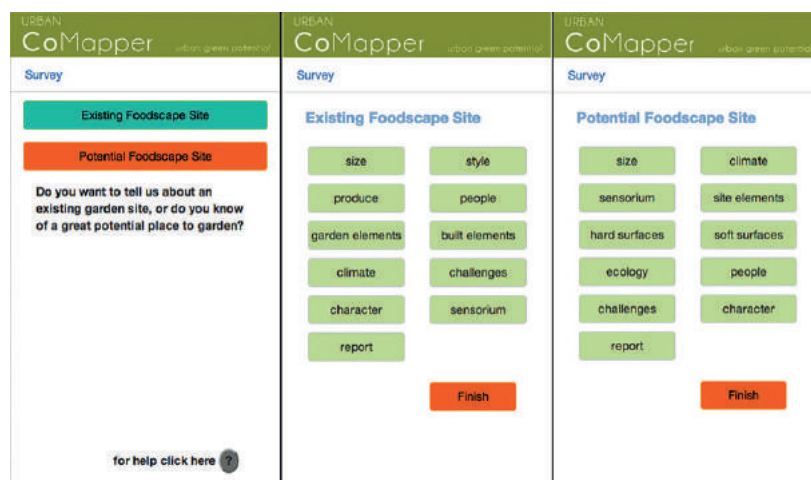 URBAN
CoMapper urban green potential
Survey
Existing Foodscape Site
Potential Foodscape Site
Do you want to tell us about an
existing garden site, or do you know
of a great potential place to garden?
for help click here ?
URBAN
CoMapper urban green potential
Survey
Existing Foodscape Site
size style
produce people
garden elements built elements
climate challenges
character sensorium
report
Finish
URBAN
CoMapper urban green potential
Survey
Potential Foodscape Site
size climate
sensorium site elements
hard surfaces soft surfaces
ecology people
challenges character
report
Finish